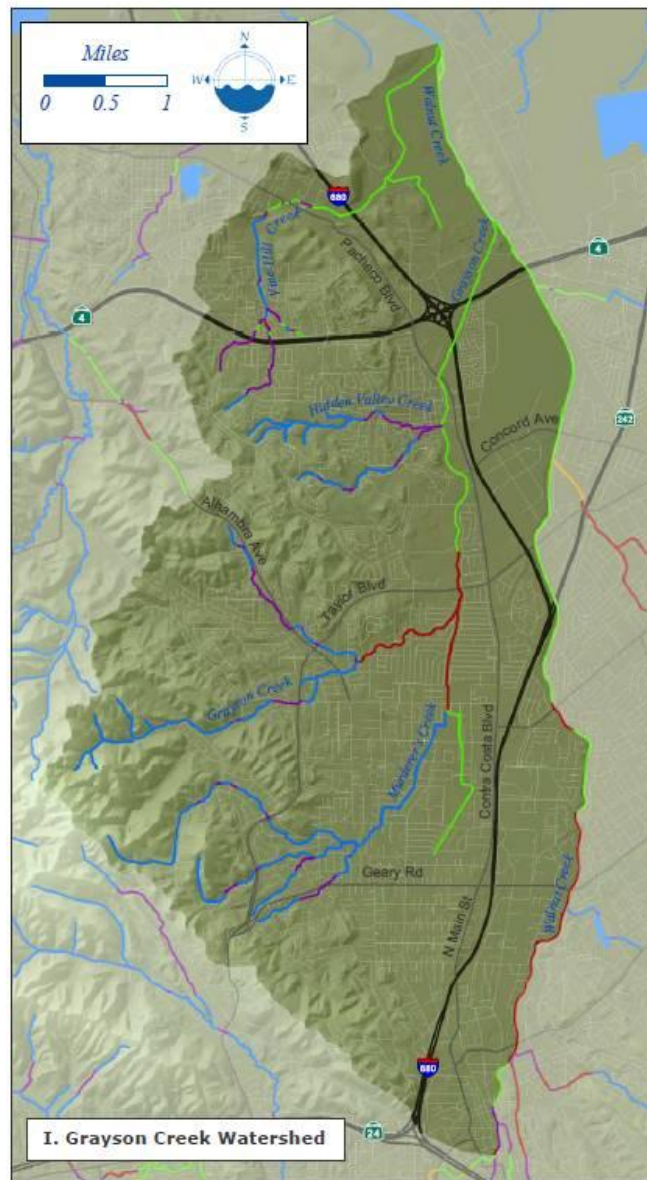 Miles
0 0.5 1
N
W E
S
Walnut Creek
680
Creek
Vine Hill
Pacheco Blvd
Grayson Creek
4
4
Hidden Valley Creek
Concord Ave
242
Alhambra Ave
Taylor Blvd
Grayson Creek
Murderer's Creek
Contra Costa Blvd
Geary Rd
Walnut Creek
N Main St
680
24
I. Grayson Creek Watershed